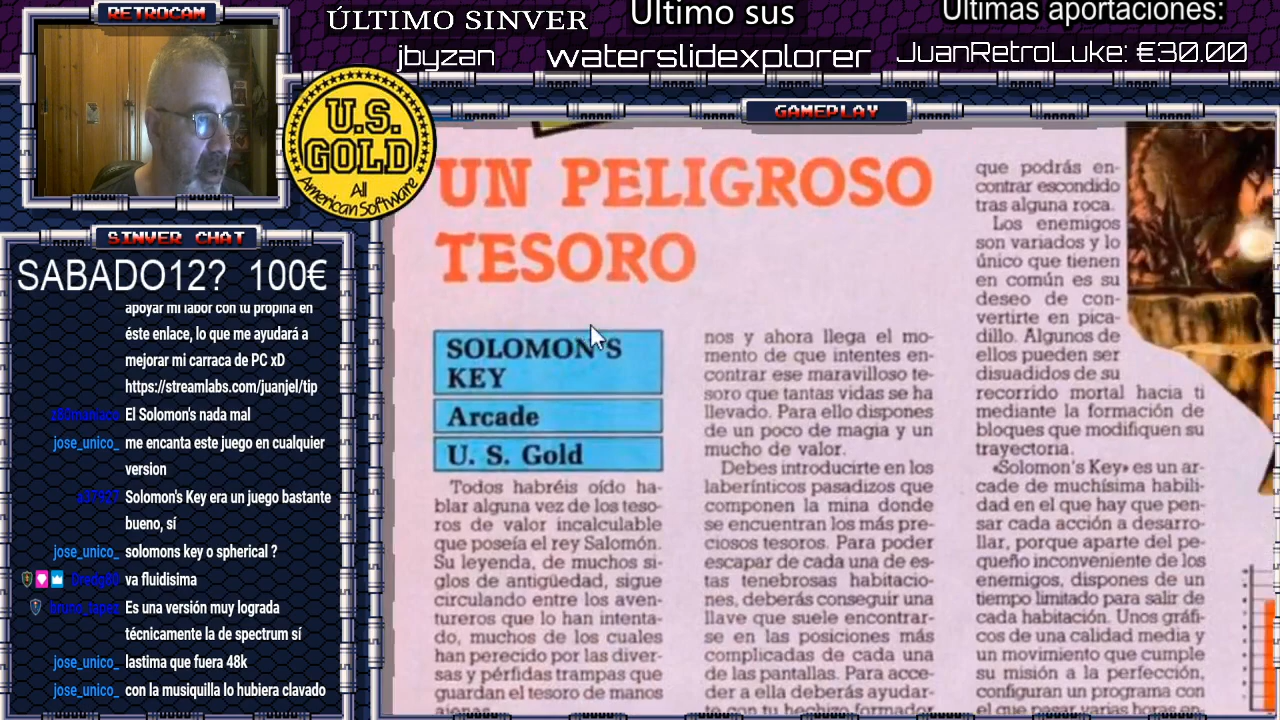 RETROCAM
ÚLTIMO SINVER
jbyzan
Último sus
waterslidexplorer
Últimas aportaciones:
JuanRetroLuke: €30.00
U.S.
GOLD
All
American Software
GAMEPLAY
SINVER CHAT
SABADO12? 100€
apoyar mi labor con tu propina en
éste enlace, lo que me ayudará a
mejorar mi carraca de PC xD
https://streamlabs.com/juanjel/tip
z80maniaco El Solomon's nada mal
jose_unico_ me encanta este juego en cualquier
version
a37927 Solomon's Key era un juego bastante
bueno, sí
jose_unico_ solomons key o spherical ?
Dredg80 va fluidisima
bruno_tapez Es una versión muy lograda
técnicamente la de spectrum sí
jose_unico_ lastima que fuera 48k
jose_unico_ con la musiquilla lo hubiera clavado
UN PELIGROSO
TESORO
SOLOMON'S
KEY
Arcade
U. S. Gold
Todos habréis oído ha-
blar alguna vez de los teso-
ros de valor incalculable
que poseía el rey Salomón.
Su leyenda, de muchos si-
glos de antigüedad, sigue
circulando entre los aven-
tureros que lo han intenta-
do, muchos de los cuales
han perecido por las diver-
sas y pérfidas trampas que
guardan el tesoro de manos
ajenas.
nos y ahora llega el mo-
mento de que intentes en-
contrar ese maravilloso te-
soro que tantas vidas se ha
llevado. Para ello dispones
de un poco de magia y un
mucho de valor.
Debes introducirte en los
laberínticos pasadizos que
componen la mina donde
se encuentran los más pre-
ciosos tesoros. Para poder
escapar de cada una de es-
tas tenebrosas habitacio-
nes, deberás conseguir una
llave que suele encontrar-
se en las posiciones más
complicadas de cada una
de las pantallas. Para acce-
der a ella deberás ayudar-
te con tu hechizo formador
que podrás en-
contrar escondido
tras alguna roca.
Los enemigos
son variados y lo
único que tienen
en común es su
deseo de con-
vertirte en pica-
dillo. Algunos de
ellos pueden ser
disuadidos de su
recorrido mortal hacia ti
mediante la formación de
bloques que modifiquen su
trayectoria.
«Solomon's Key» es un ar-
cade de muchísima habili-
dad en el que hay que pen-
sar cada acción a desarro-
llar, porque aparte del pe-
queño inconveniente de los
enemigos, dispones de un
tiempo limitado para salir de
cada habitación. Unos gráfi-
cos de una calidad media y
un movimiento que cumple
su misión a la perfección,
configuran un programa con
el que pasar varias horas en-